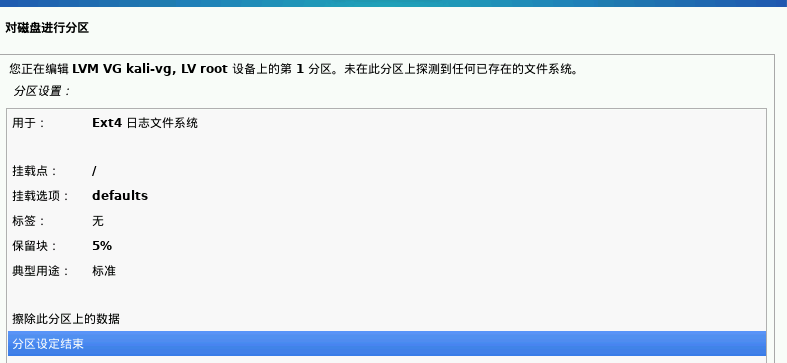 对磁盘进行分区
您正在编辑 LVM VG kali-vg, LV root 设备上的第 1 分区。未在此分区上探测到任何已存在的文件系统。
分区设置：
用于： Ext4 日志文件系统
挂载点： /
挂载选项： defaults
标签： 无
保留块： 5%
典型用途： 标准
擦除此分区上的数据
分区设定结束